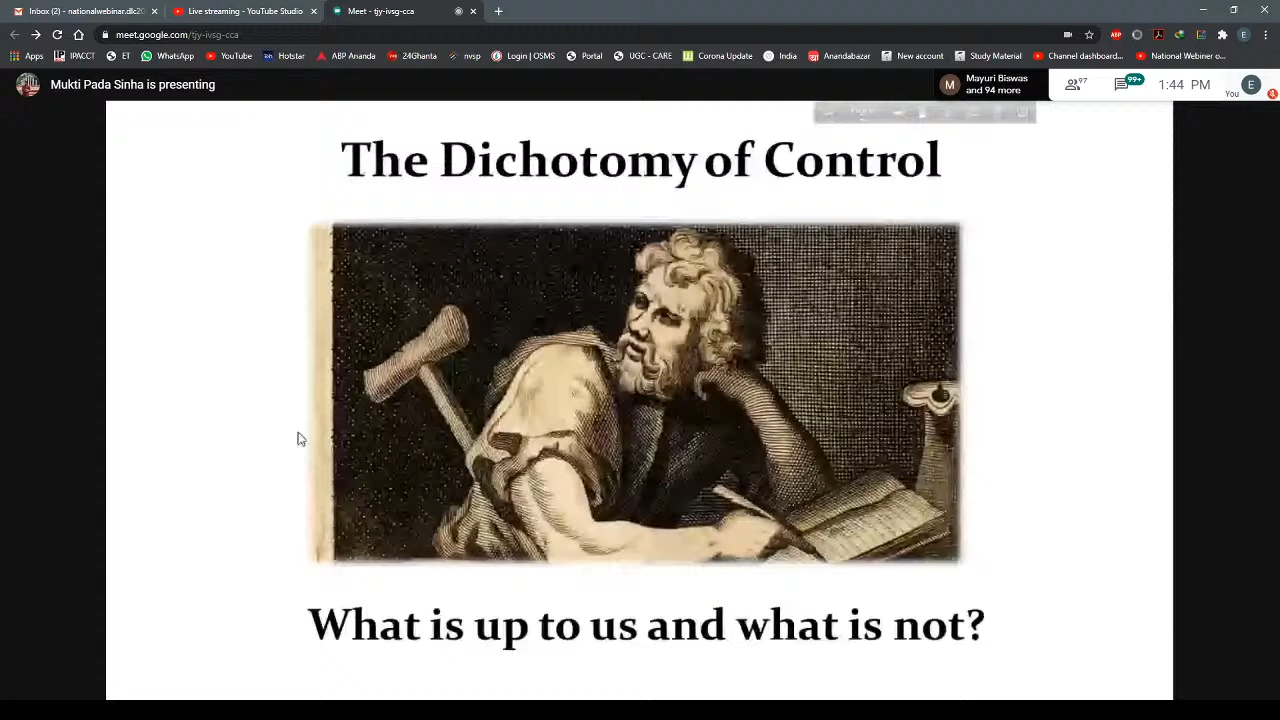 Inbox (0) - nationalwebinar.dlc20
Live streaming - YouTube Studio
Meet - tjy-ivsg-cca
meet.google.com/tjy-ivsg-cca
Apps IPACCT ET WhatsApp YouTube Hotstar ABP Ananda 24Ghanta nvsp Login | OSMS Portal UGC - CARE Corona Update India Anandabazar New account Study Material Channel dashboard... National Webinar o...
Mukti Pada Sinha is presenting
M Mayuri Biswas
and 94 more
97
99+
1:44 PM
You
E
The Dichotomy of Control
What is up to us and what is not?